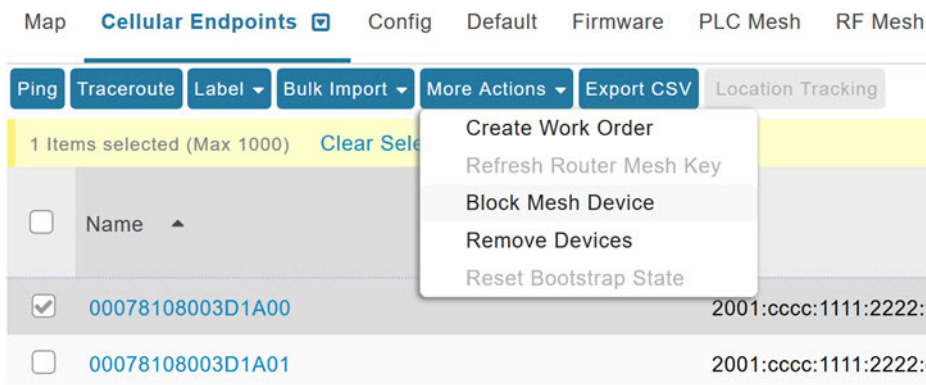 Map Cellular Endpoints Config Default Firmware PLC Mesh RF Mesh
Ping Traceroute Label Bulk Import More Actions Export CSV Location Tracking
1 Items selected (Max 1000) Clear Sele
Create Work Order
Refresh Router Mesh Key
Block Mesh Device
Remove Devices
Reset Bootstrap State
Name
00078108003D1A00 2001:cccc:1111:2222:
00078108003D1A01 2001:cccc:1111:2222: